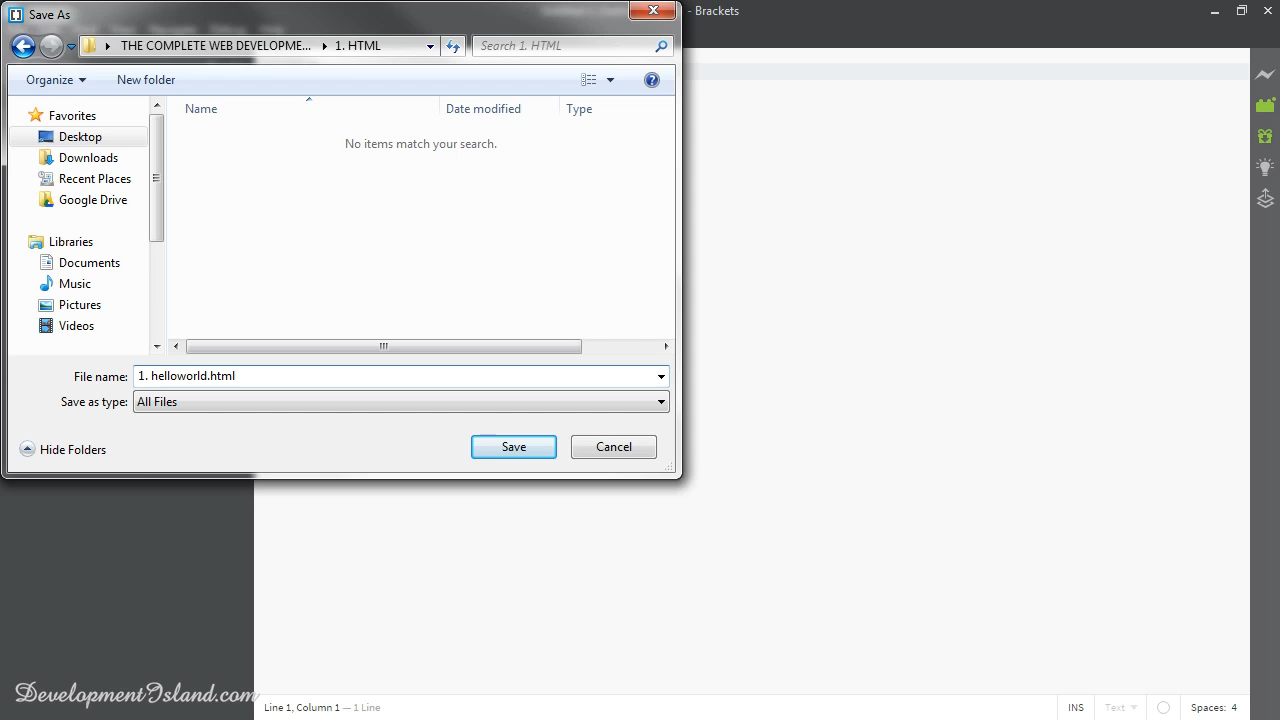 Save As
- Brackets
THE COMPLETE WEB DEVELOPME... 1. HTML
Search 1. HTML
Organize
New folder
Favorites
Desktop
Downloads
Recent Places
Google Drive
Libraries
Documents
Music
Pictures
Videos
Name
Date modified
Type
No items match your search.
File name: 1. helloworld.html
Save as type: All Files
Hide Folders
Save
Cancel
DevelopmentIsland.com
Line 1, Column 1 — 1 Line
INS
Text
Spaces: 4